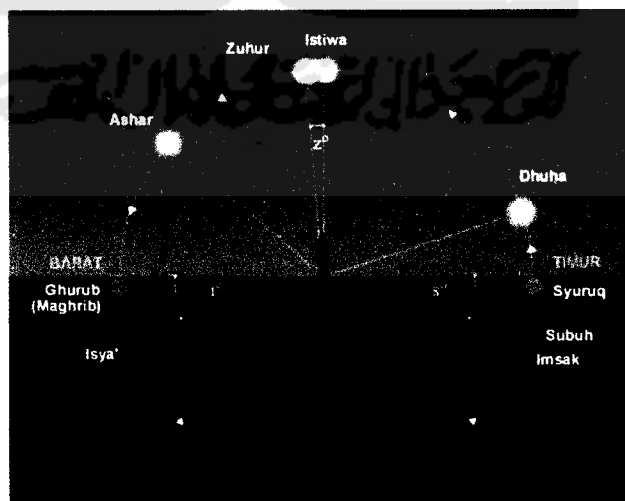 Istiwa
Zuhur
Ashar
Z°
Dhuha
BARAT
TIMUR
Ghurub
(Maghrib)
Syuruq
Subuh
Isya'
Imsak